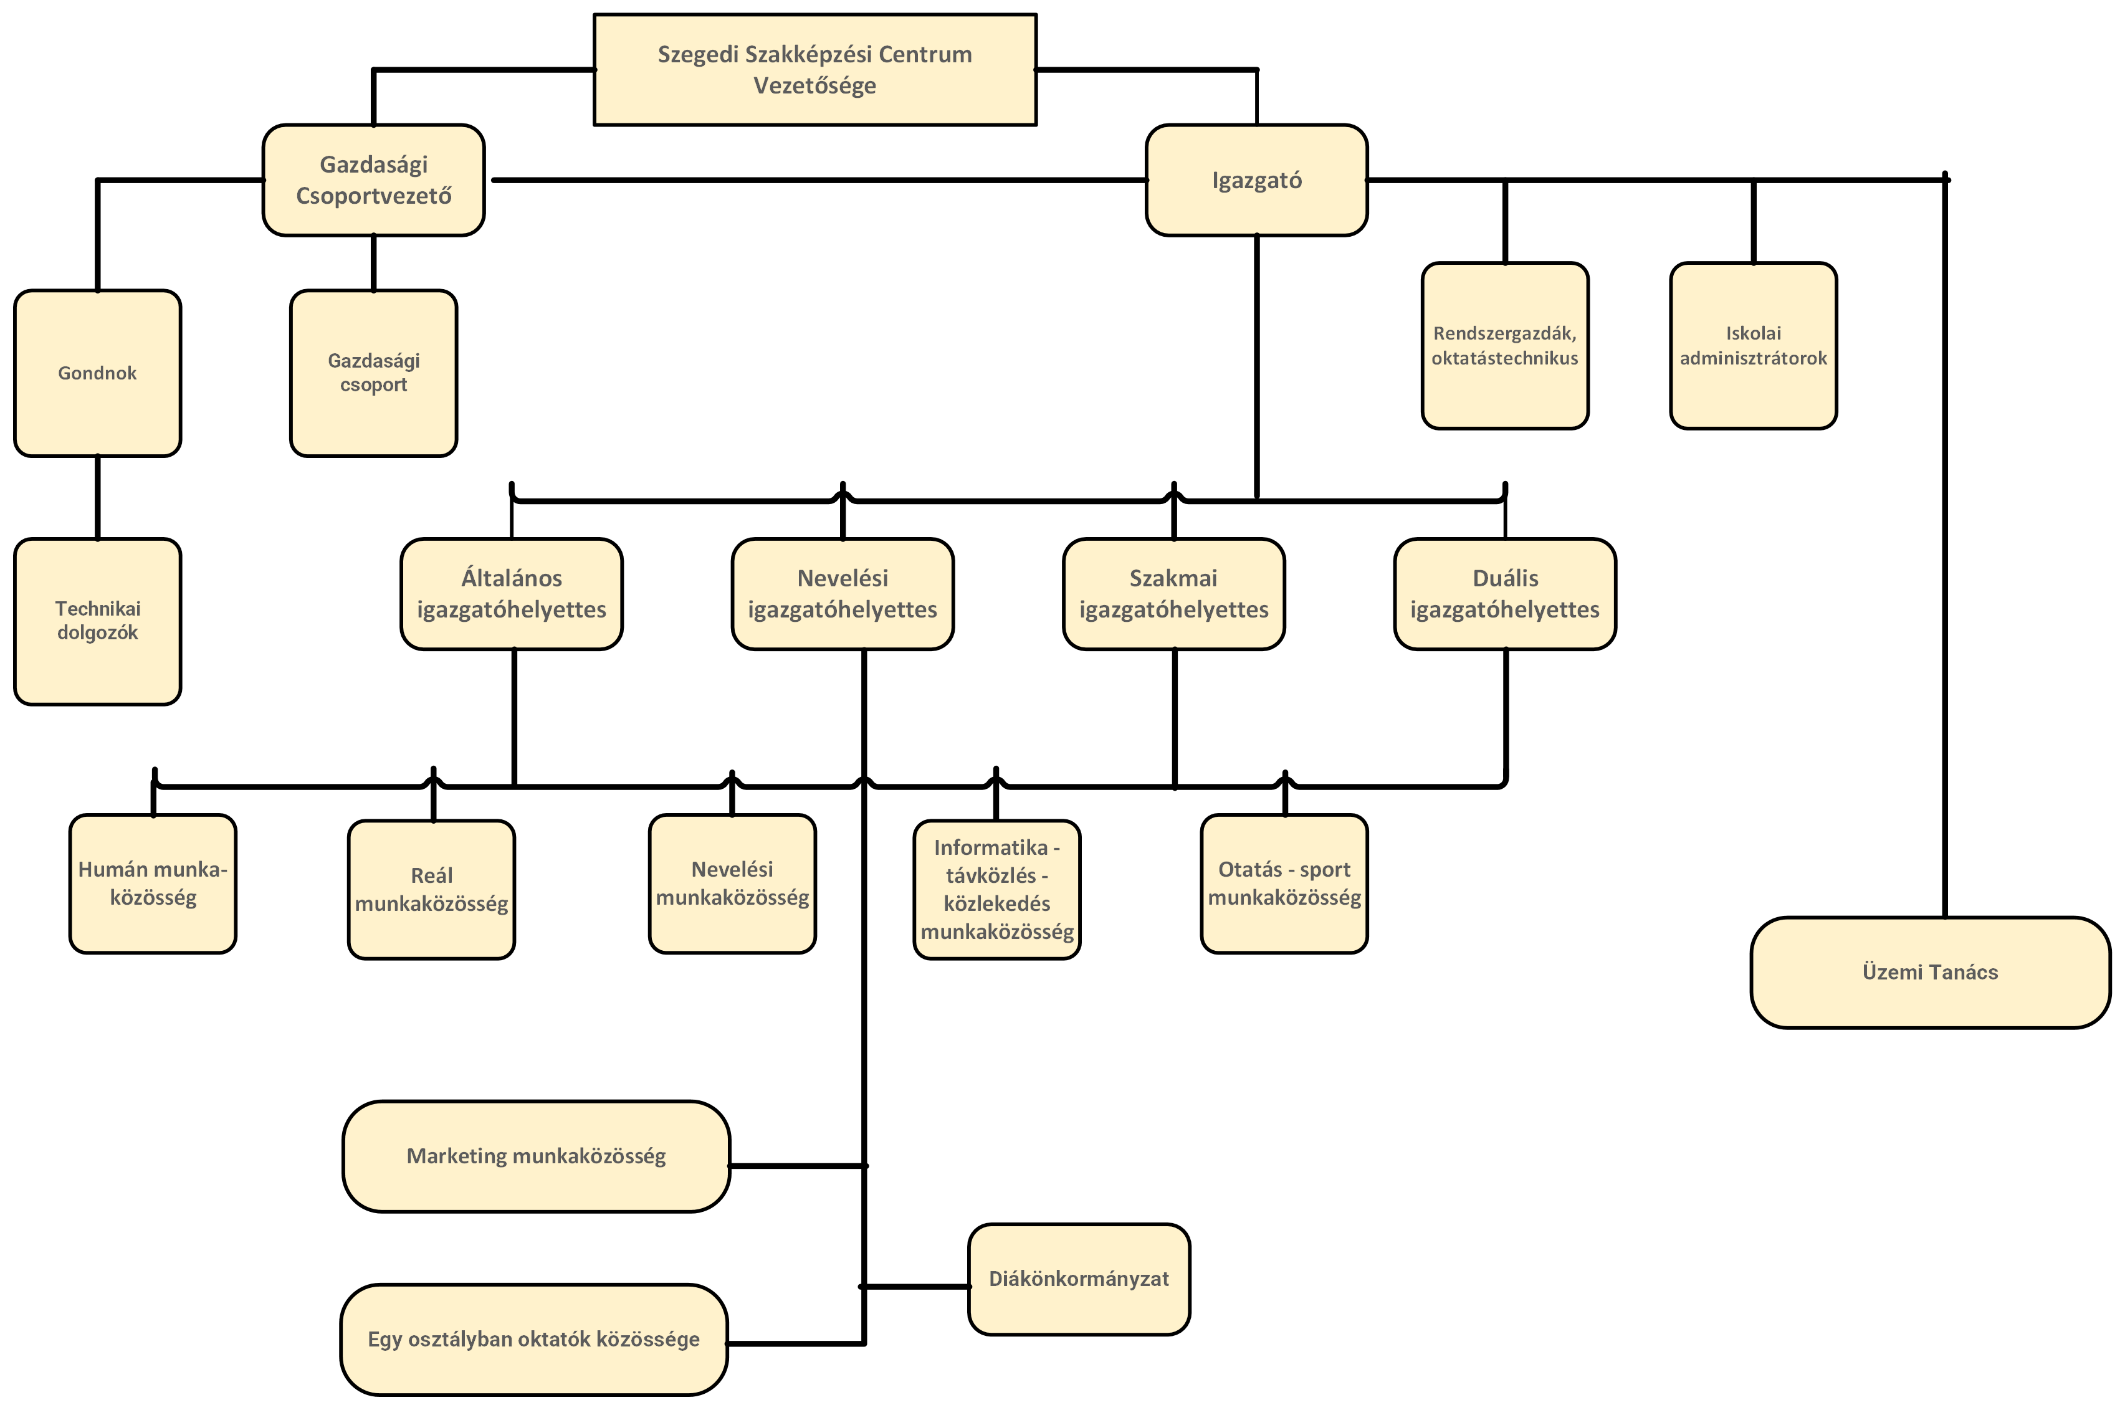 Szegedi Szakképzési Centrum
Vezetősége
Gazdasági
Csoportvezető
Igazgató
Rendszergazdák,
oktatástechnikus
Iskolai
adminisztrátorok
Gondnok
Gazdasági
csoport
Technikai
dolgozók
Általános
igazgatóhelyettes
Nevelési
igazgatóhelyettes
Szakmai
igazgatóhelyettes
Duális
igazgatóhelyettes
Humán munka-
közösség
Reál
munkaközösség
Nevelési
munkaközösség
Informatika -
távközlés -
közlekedés
munkaközösség
Otatás - sport
munkaközösség
Üzemi Tanács
Marketing munkaközösség
Diákönkormányzat
Egy osztályban oktatók közössége